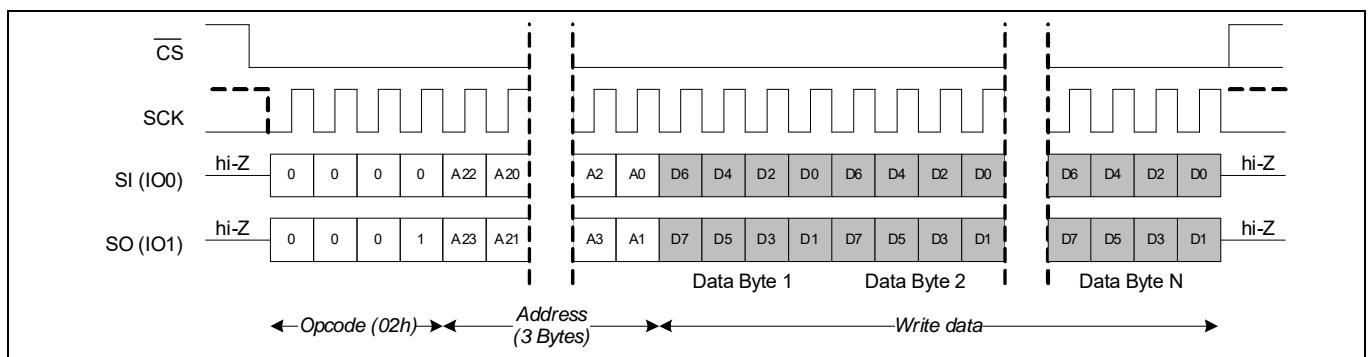 CS
SCK
SI (IO0) hi-Z 0 0 0 0 A22 A20 A2 A0 D6 D4 D2 D0 D6 D4 D2 D0 D6 D4 D2 D0 hi-Z
SO (IO1) hi-Z 0 0 0 1 A23 A21 A3 A1 D7 D5 D3 D1 D7 D5 D3 D1 D7 D5 D3 D1 hi-Z
Data Byte 1 Data Byte 2 Data Byte N
Opcode (02h) Address Write data
(3 Bytes)